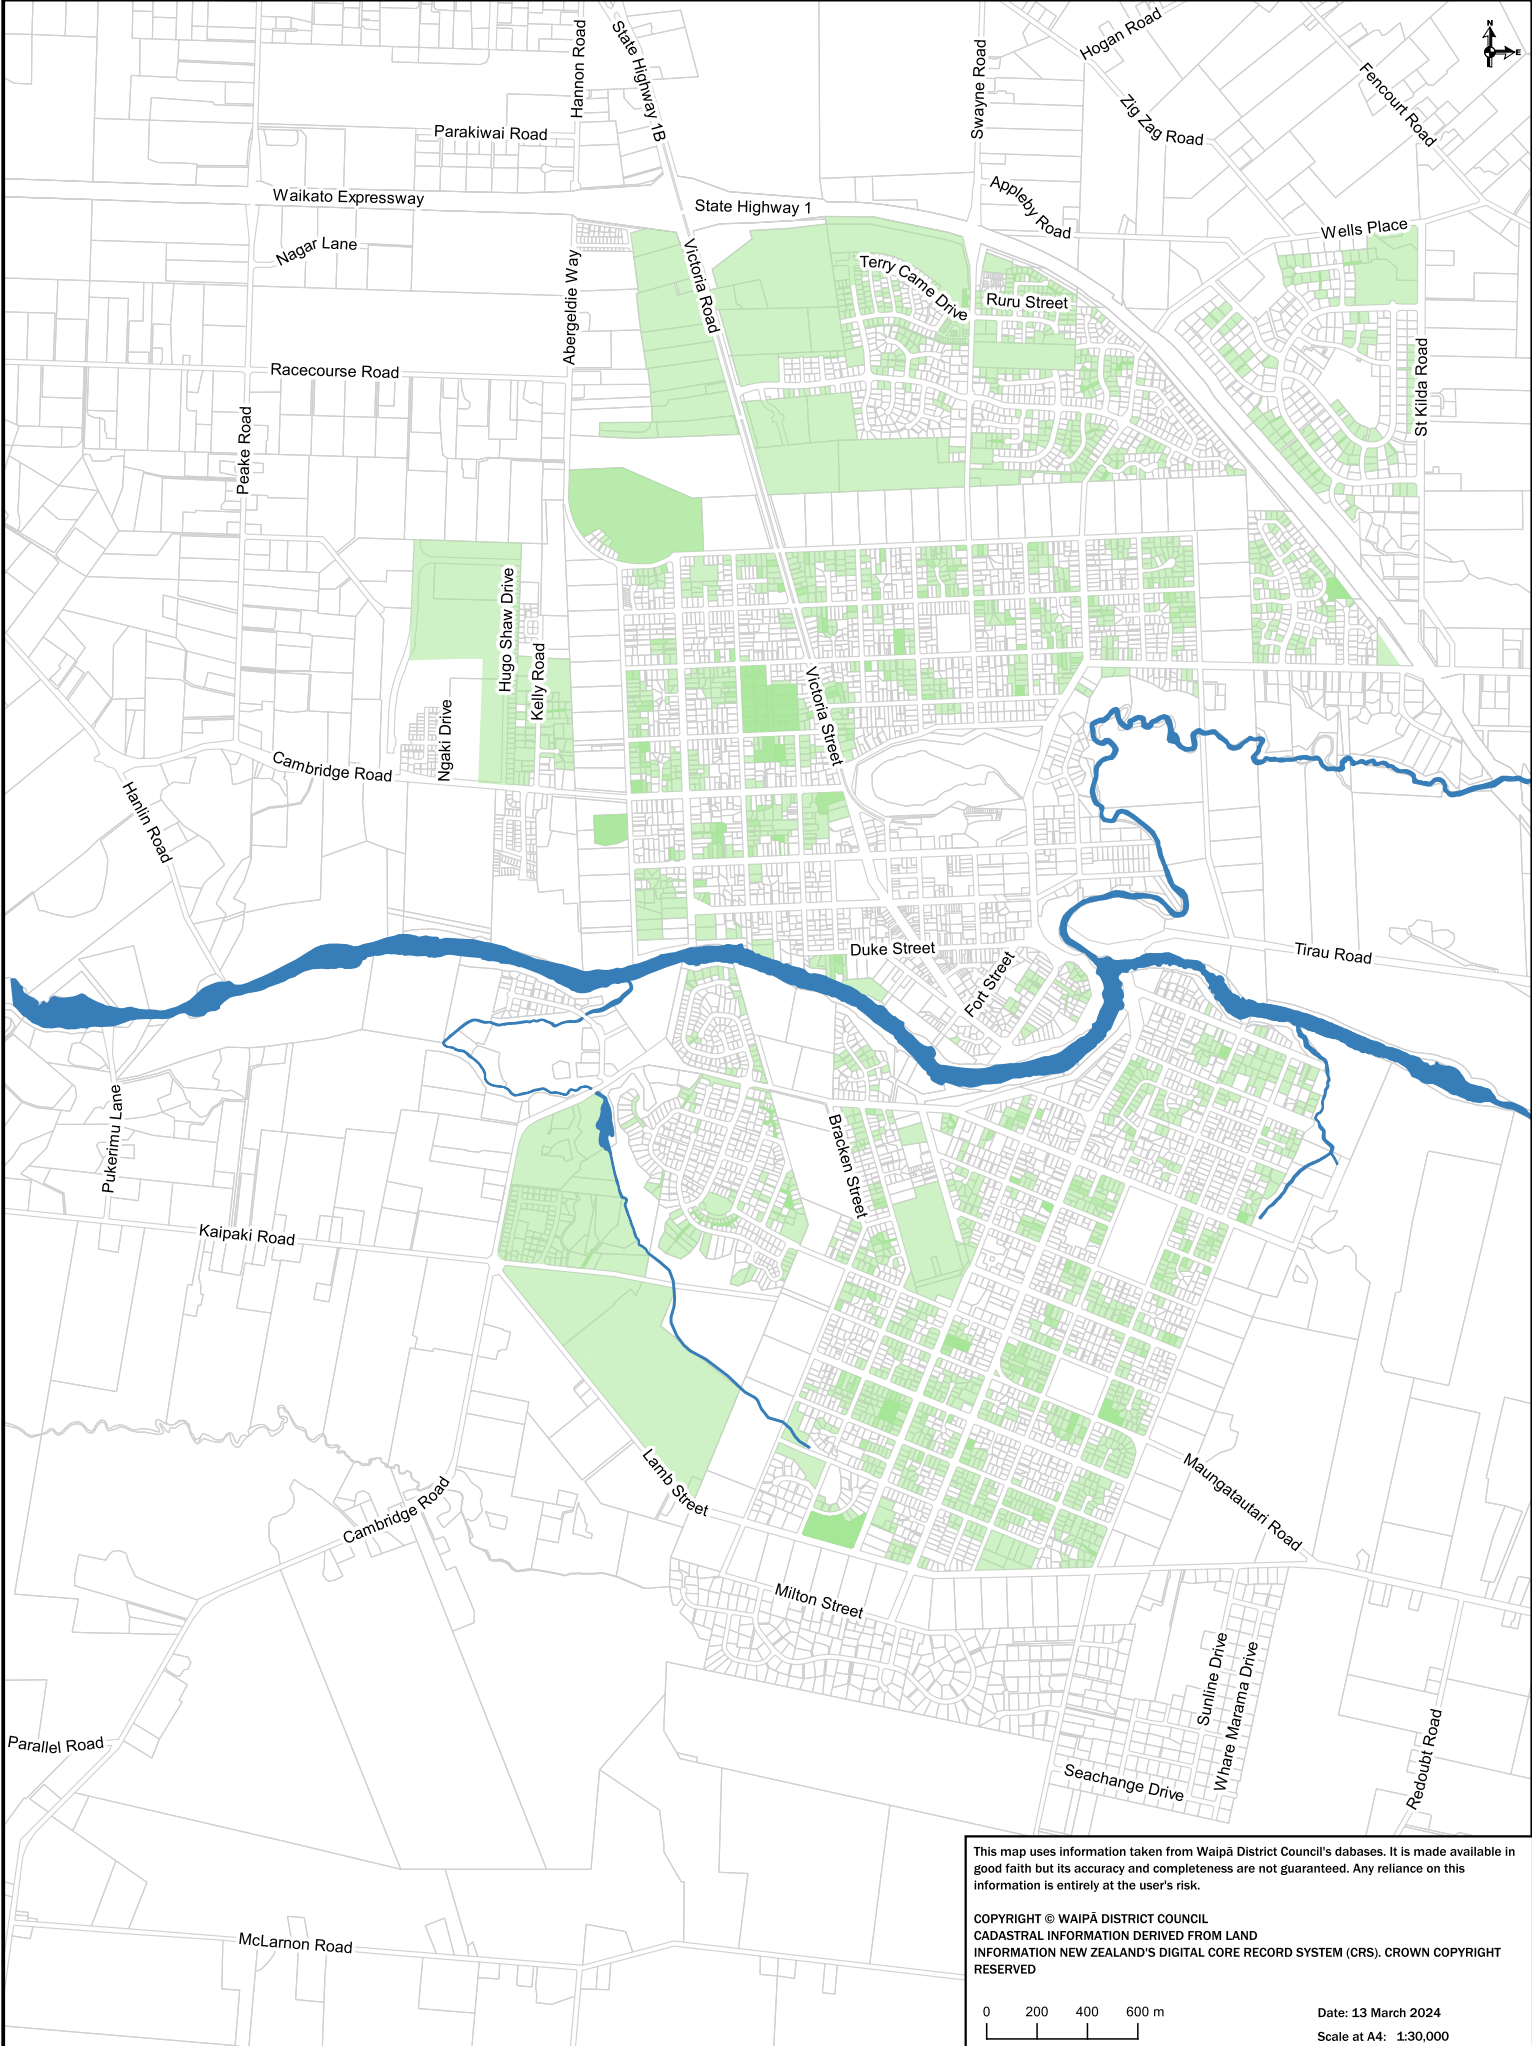 Hogan Road
Hannon Road
State Highway 1B
Swayne Road
N
E
Fencourt Road
Zig Zag Road
Parakiwai Road
Waikato Expressway
State Highway 1
Appleby Road
Wells Place
Nagar Lane
Abergeldie Way
Victoria Road
Terry Came Drive
Ruru Street
Racecourse Road
St Kilda Road
Peake Road
Hugo Shaw Drive
Kelly Road
Ngaki Drive
Victoria Street
Cambridge Road
Hanlin Road
Duke Street
Tirau Road
Fort Street
Pukerimu Lane
Bracken Street
Kaipaki Road
Lamb Street
Maungatautari Road
Cambridge Road
Milton Street
Sunline Drive
Whare Marama Drive
Parallel Road
Seachange Drive
Redoubt Road
McLarnon Road
This map uses information taken from Waipā District Council's dabases. It is made available in
good faith but its accuracy and completeness are not guaranteed. Any reliance on this
information is entirely at the user's risk.
COPYRIGHT © WAIPĀ DISTRICT COUNCIL
CADASTRAL INFORMATION DERIVED FROM LAND
INFORMATION NEW ZEALAND'S DIGITAL CORE RECORD SYSTEM (CRS). CROWN COPYRIGHT
RESERVED
0 200 400 600 m
Date: 13 March 2024
Scale at A4: 1:30,000